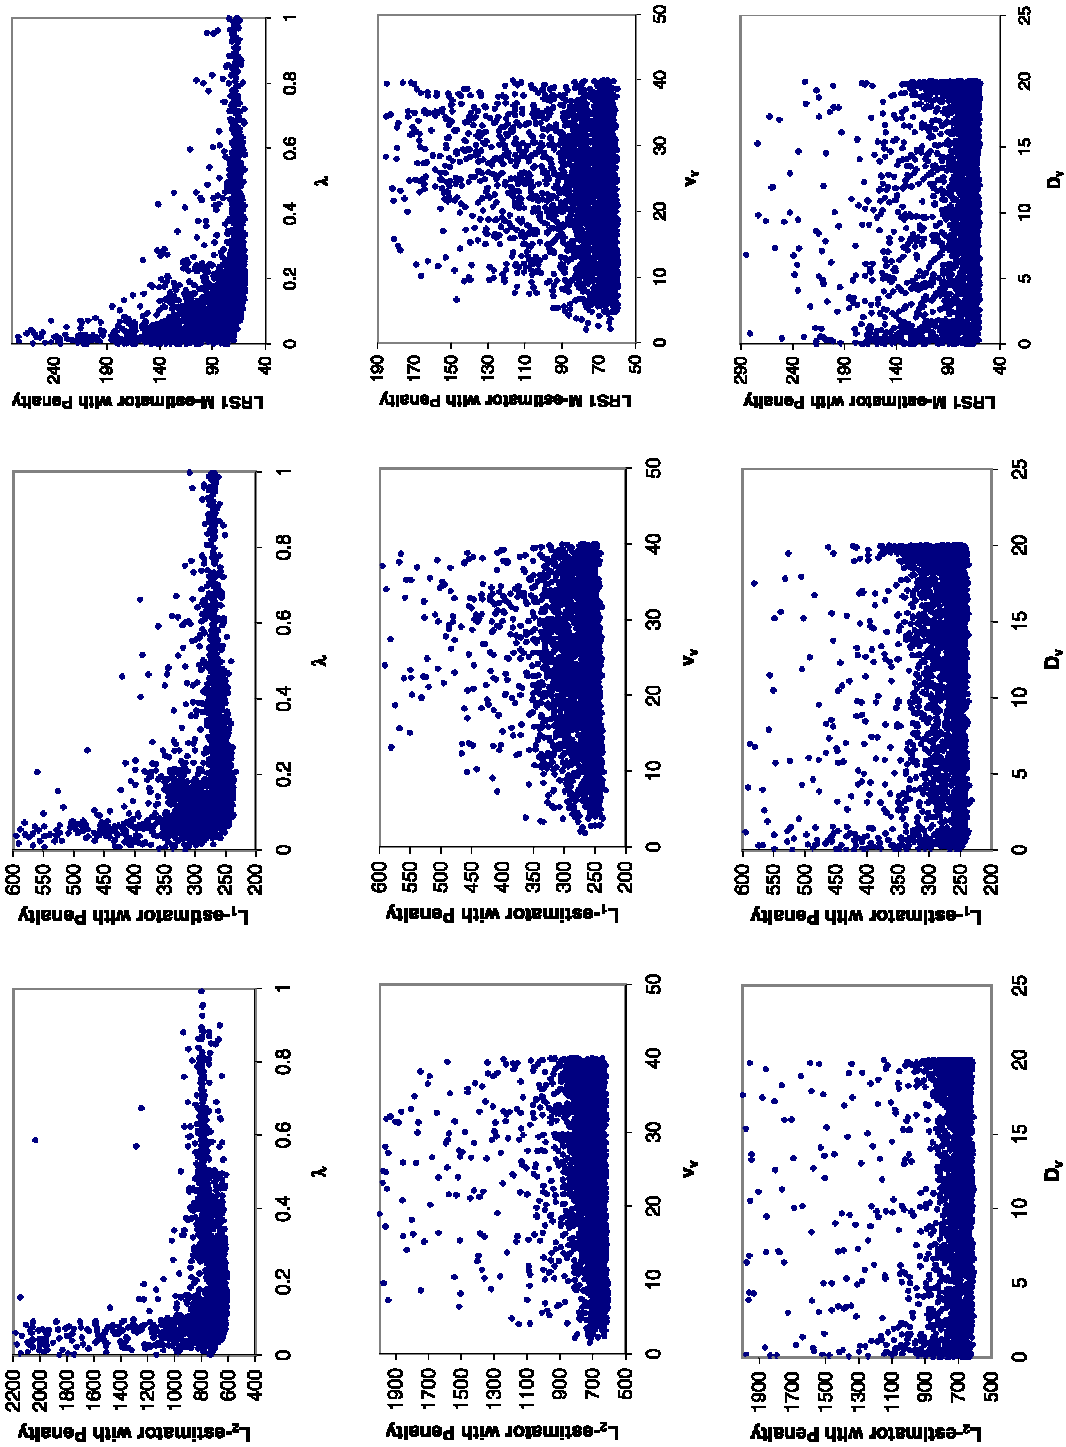 L₂-estimator with Penalty
2200
2000
1800
1600
1400
1200
1000
800
600
400
0 0.2 0.4 0.6 0.8 1
λ
L₁-estimator with Penalty
600
550
500
450
400
350
300
250
200
0 0.2 0.4 0.6 0.8 1
λ
LRS1 M-estimator with Penalty
240
190
140
90
40
0 0.2 0.4 0.6 0.8 1
λ
L₂-estimator with Penalty
1900
1700
1500
1300
1100
900
700
500
0 10 20 30 40 50
Vᵥ
L₁-estimator with Penalty
600
550
500
450
400
350
300
250
200
0 10 20 30 40 50
Vᵥ
LRS1 M-estimator with Penalty
190
170
150
130
110
90
70
50
0 10 20 30 40 50
Vᵥ
L₂-estimator with Penalty
1900
1700
1500
1300
1100
900
700
500
0 5 10 15 20 25
Dᵥ
L₁-estimator with Penalty
600
550
500
450
400
350
300
250
200
0 5 10 15 20 25
Dᵥ
LRS1 M-estimator with Penalty
290
240
190
140
90
40
0 5 10 15 20 25
Dᵥ